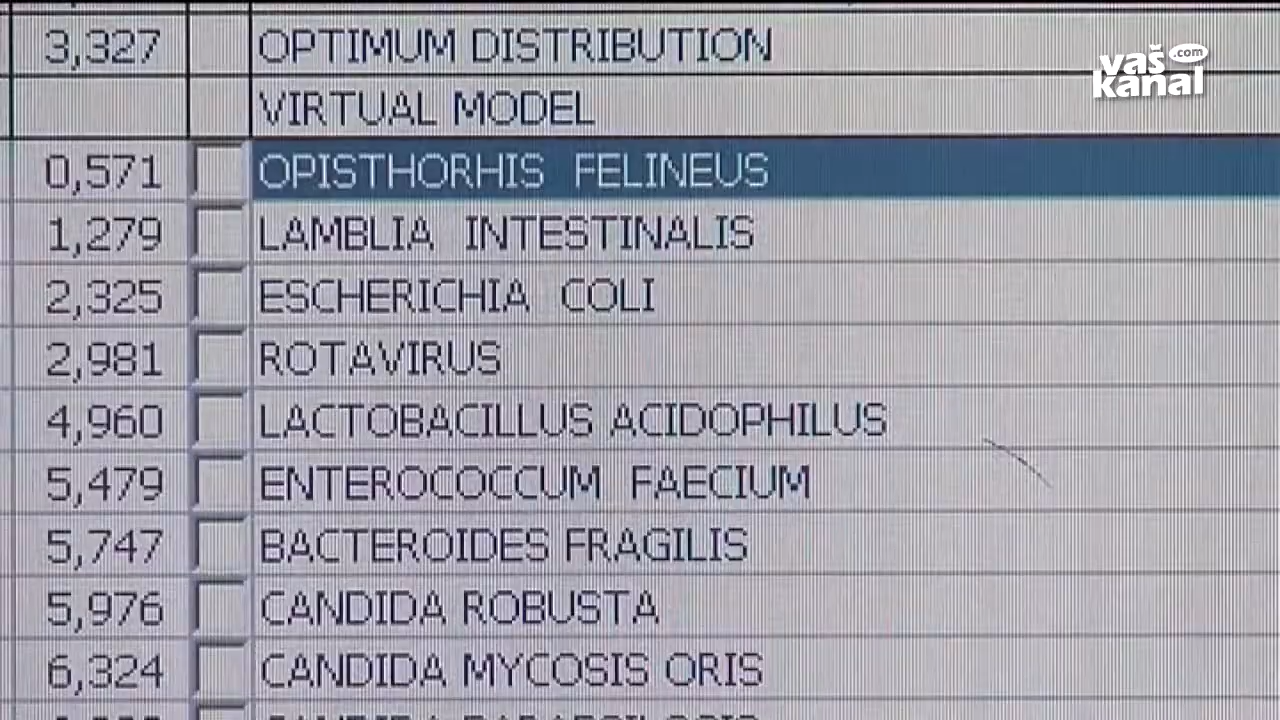 3,327 OPTIMUM DISTRIBUTION
vaš .com
kanal
VIRTUAL MODEL
0,571 OPISTHORHIS FELINEUS
1,279 LAMBLIA INTESTINALIS
2,325 ESCHERICHIA COLI
2,981 ROTAVIRUS
4,960 LACTOBACILLUS ACIDOPHILUS
5,479 ENTEROCOCCUM FAECIUM
5,747 BACTEROIDES FRAGILIS
5,976 CANDIDA ROBUSTA
6,324 CANDIDA MYCOSIS ORIS